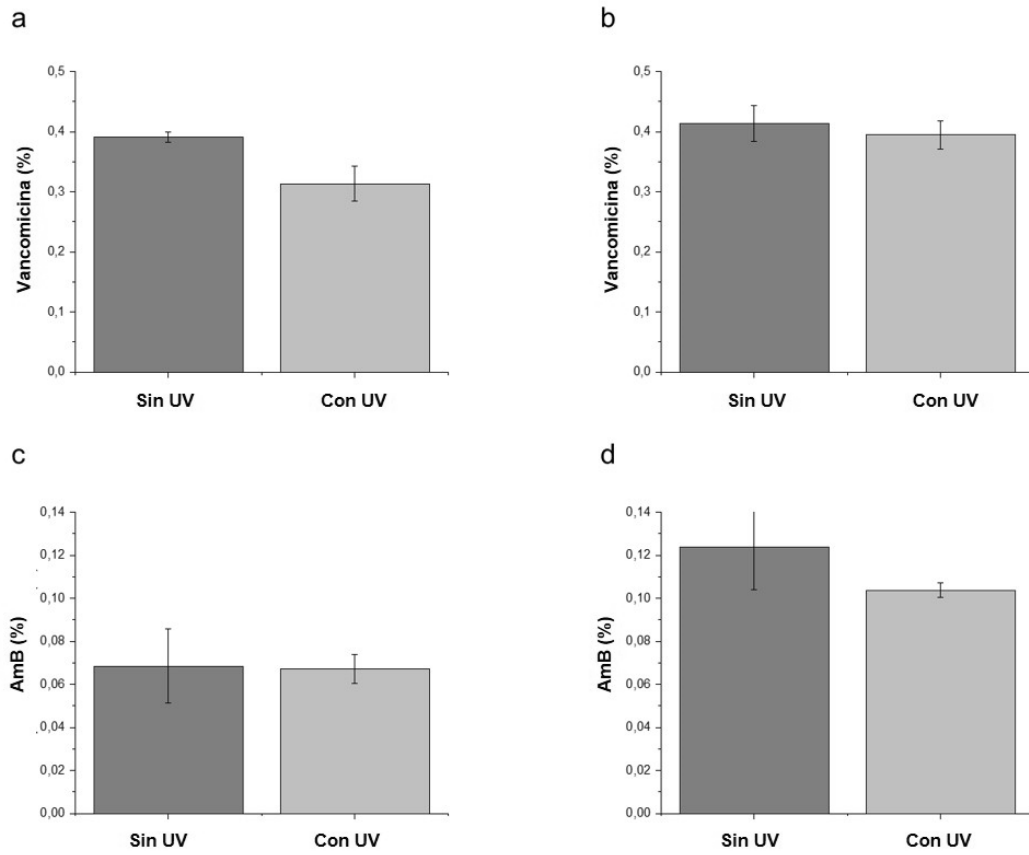 a
Vancomicina (%)
0,5
0,4
0,3
0,2
0,1
0,0
Sin UV
Con UV
b
Vancomicina (%)
0,5
0,4
0,3
0,2
0,1
0,0
Sin UV
Con UV
c
AmB (%)
0,14
0,12
0,10
0,08
0,06
0,04
0,02
0,00
Sin UV
Con UV
d
AmB (%)
0,14
0,12
0,10
0,08
0,06
0,04
0,02
0,00
Sin UV
Con UV